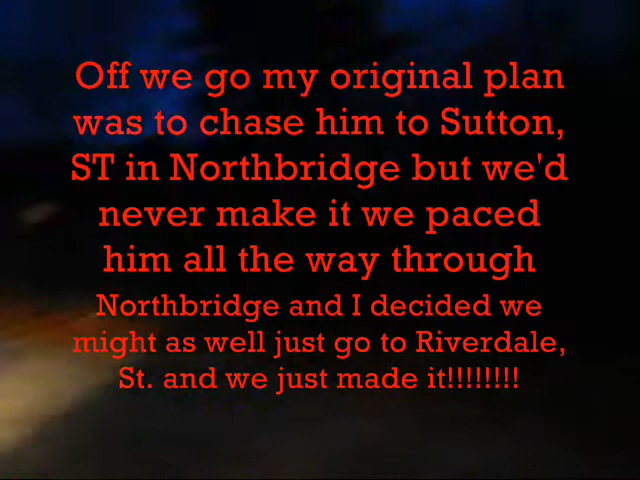 Off we go my original plan
was to chase him to Sutton,
ST in Northbridge but we'd
never make it we paced
him all the way through
Northbridge and I decided we
might as well just go to Riverdale,
St. and we just made it!!!!!!!!